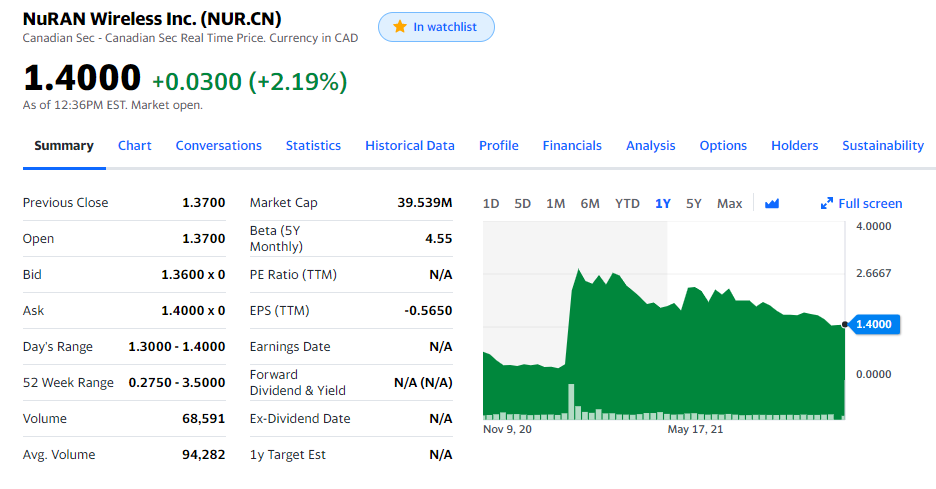 NuRAN Wireless Inc. (NUR.CN)
Canadian Sec - Canadian Sec Real Time Price. Currency in CAD
In watchlist
1.4000 +0.0300 (+2.19%)
As of 12:36PM EST. Market open.
Summary Chart Conversations Statistics Historical Data Profile Financials Analysis Options Holders Sustainability
Previous Close 1.3700
Open 1.3700
Bid 1.3600 x 0
Ask 1.4000 x 0
Day's Range 1.3000 - 1.4000
52 Week Range 0.2750 - 3.5000
Volume 68,591
Avg. Volume 94,282
Market Cap 39.539M
Beta (5Y
Monthly) 4.55
PE Ratio (TTM) N/A
EPS (TTM) -0.5650
Earnings Date N/A
Forward
Dividend & Yield N/A (N/A)
Ex-Dividend Date N/A
1y Target Est N/A
1D 5D 1M 6M YTD 1Y 5Y Max Full screen
4.0000
2.6667
1.4000
0.0000
Nov 9, 20 May 17, 21